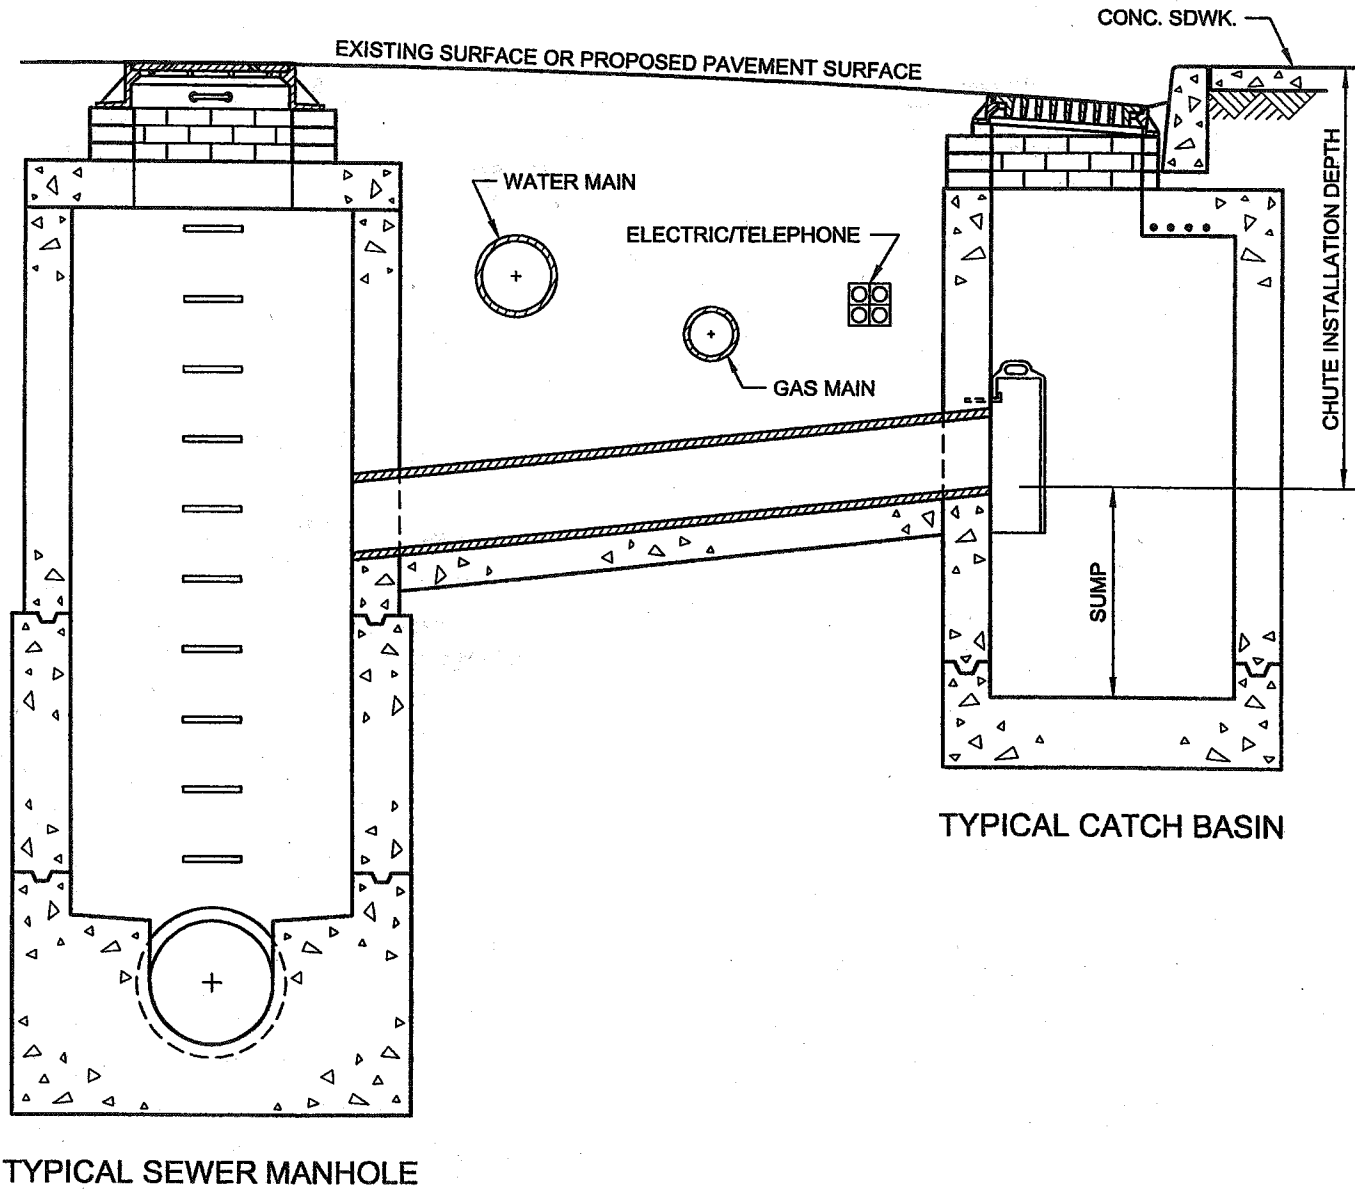 CONC. SDWK.
EXISTING SURFACE OR PROPOSED PAVEMENT SURFACE
WATER MAIN
ELECTRIC/TELEPHONE
GAS MAIN
CHUTE INSTALLATION DEPTH
SUMP
TYPICAL CATCH BASIN
TYPICAL SEWER MANHOLE